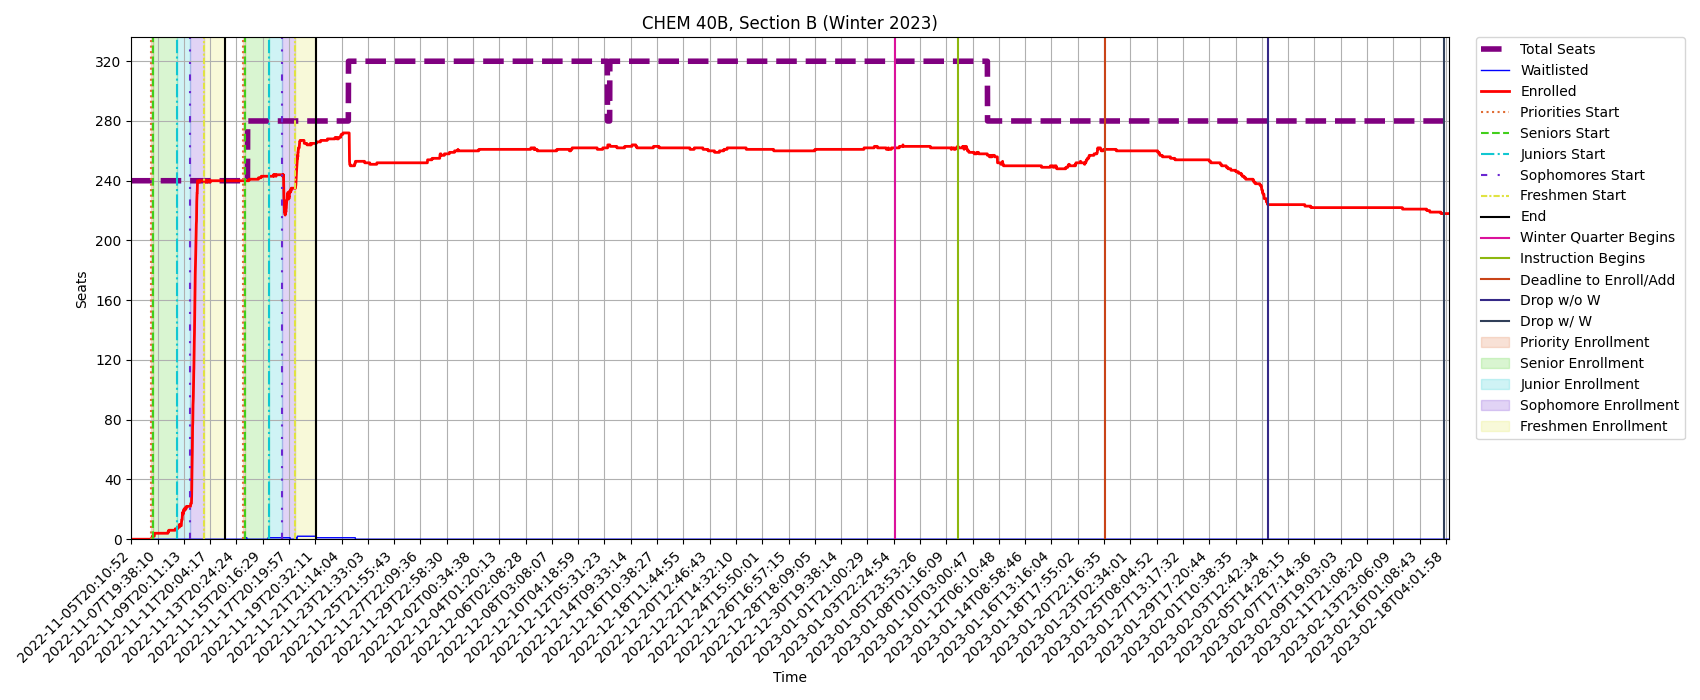 CHEM 40B, Section B (Winter 2023)
Seats
320
280
240
200
160
120
80
40
0
2022-11-05T20:10:52
2022-11-07T19:38:10
2022-11-09T20:11:13
2022-11-11T20:04:17
2022-11-13T20:24:24
2022-11-15T20:16:29
2022-11-17T20:19:57
2022-11-19T20:32:11
2022-11-21T21:14:04
2022-11-23T21:33:03
2022-11-25T21:55:43
2022-11-27T22:09:36
2022-11-29T22:58:30
2022-12-02T00:34:38
2022-12-04T01:20:13
2022-12-06T02:08:28
2022-12-08T03:08:07
2022-12-10T04:18:59
2022-12-12T05:31:23
2022-12-14T09:33:14
2022-12-16T10:38:27
2022-12-18T11:44:55
2022-12-20T12:46:43
2022-12-22T14:32:10
2022-12-24T15:50:01
2022-12-26T16:57:15
2022-12-28T18:09:05
2022-12-30T19:38:14
2023-01-01T21:00:29
2023-01-03T22:24:54
2023-01-05T23:53:26
2023-01-08T01:16:09
2023-01-10T03:00:47
2023-01-12T06:10:48
2023-01-14T09:58:46
2023-01-16T13:16:04
2023-01-18T17:55:02
2023-01-20T22:16:35
2023-01-23T02:34:01
2023-01-25T08:04:52
2023-01-27T13:17:32
2023-01-29T17:20:44
2023-02-01T10:38:35
2023-02-03T12:42:34
2023-02-05T14:28:15
2023-02-07T17:14:36
2023-02-09T19:03:03
2023-02-11T21:08:20
2023-02-13T23:06:09
2023-02-16T01:08:43
2023-02-18T04:01:58
Time
Total Seats
Waitlisted
Enrolled
Priorities Start
Seniors Start
Juniors Start
Sophomores Start
Freshmen Start
End
Winter Quarter Begins
Instruction Begins
Deadline to Enroll/Add
Drop w/o W
Drop w/ W
Priority Enrollment
Senior Enrollment
Junior Enrollment
Sophomore Enrollment
Freshmen Enrollment